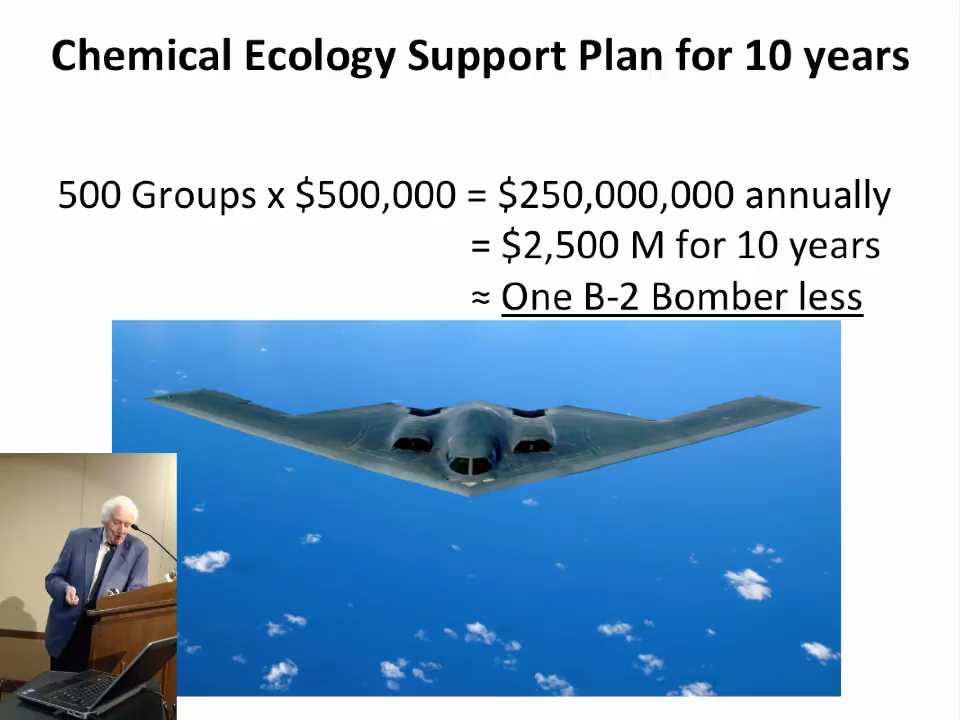 Chemical Ecology Support Plan for 10 years
500 Groups x $500,000 = $250,000,000 annually
= $2,500 M for 10 years
≈ One B-2 Bomber less